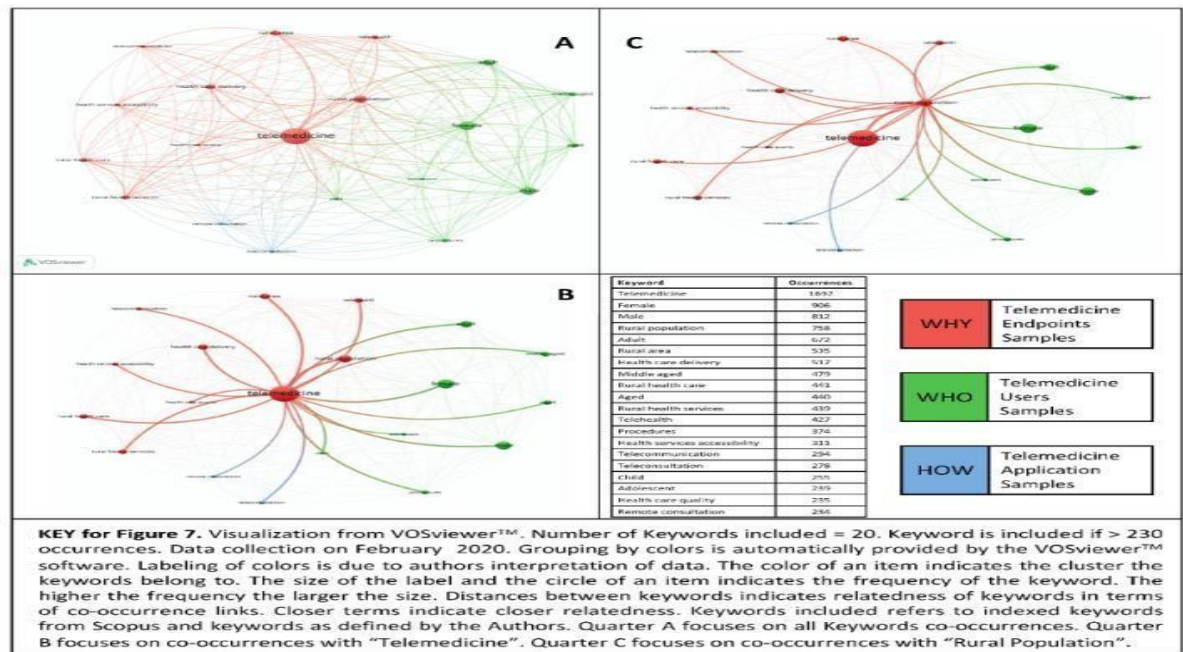 A
telemedicine
VOSviewer
C
telemedicine
B
health care delivery
telemedicine
Keyword Occurrences
Telemedicine 1692
Female 906
Male 812
Rural population 758
Adult 672
Rural area 535
Health care delivery 517
Middle aged 479
Rural health care 441
Aged 440
Rural health services 439
Telehealth 427
Procedures 374
Health services accessibility 311
Telecommunication 294
Teleconsultation 278
Child 255
Adolescent 239
Health care quality 235
Remote consultation 234
WHY
Telemedicine
Endpoints
Samples
WHO
Telemedicine
Users
Samples
HOW
Telemedicine
Application
Samples
KEY for Figure 7. Visualization from VOSviewer™. Number of Keywords included = 20. Keyword is included if > 230
occurrences. Data collection on February 2020. Grouping by colors is automatically provided by the VOSviewer™
software. Labeling of colors is due to authors interpretation of data. The color of an item indicates the cluster the
keywords belong to. The size of the label and the circle of an item indicates the frequency of the keyword. The
higher the frequency the larger the size. Distances between keywords indicates relatedness of keywords in terms
of co-occurrence links. Closer terms indicate closer relatedness. Keywords included refers to indexed keywords
from Scopus and keywords as defined by the Authors. Quarter A focuses on all Keywords co-occurrences. Quarter
B focuses on co-occurrences with “Telemedicine”. Quarter C focuses on co-occurrences with “Rural Population”.